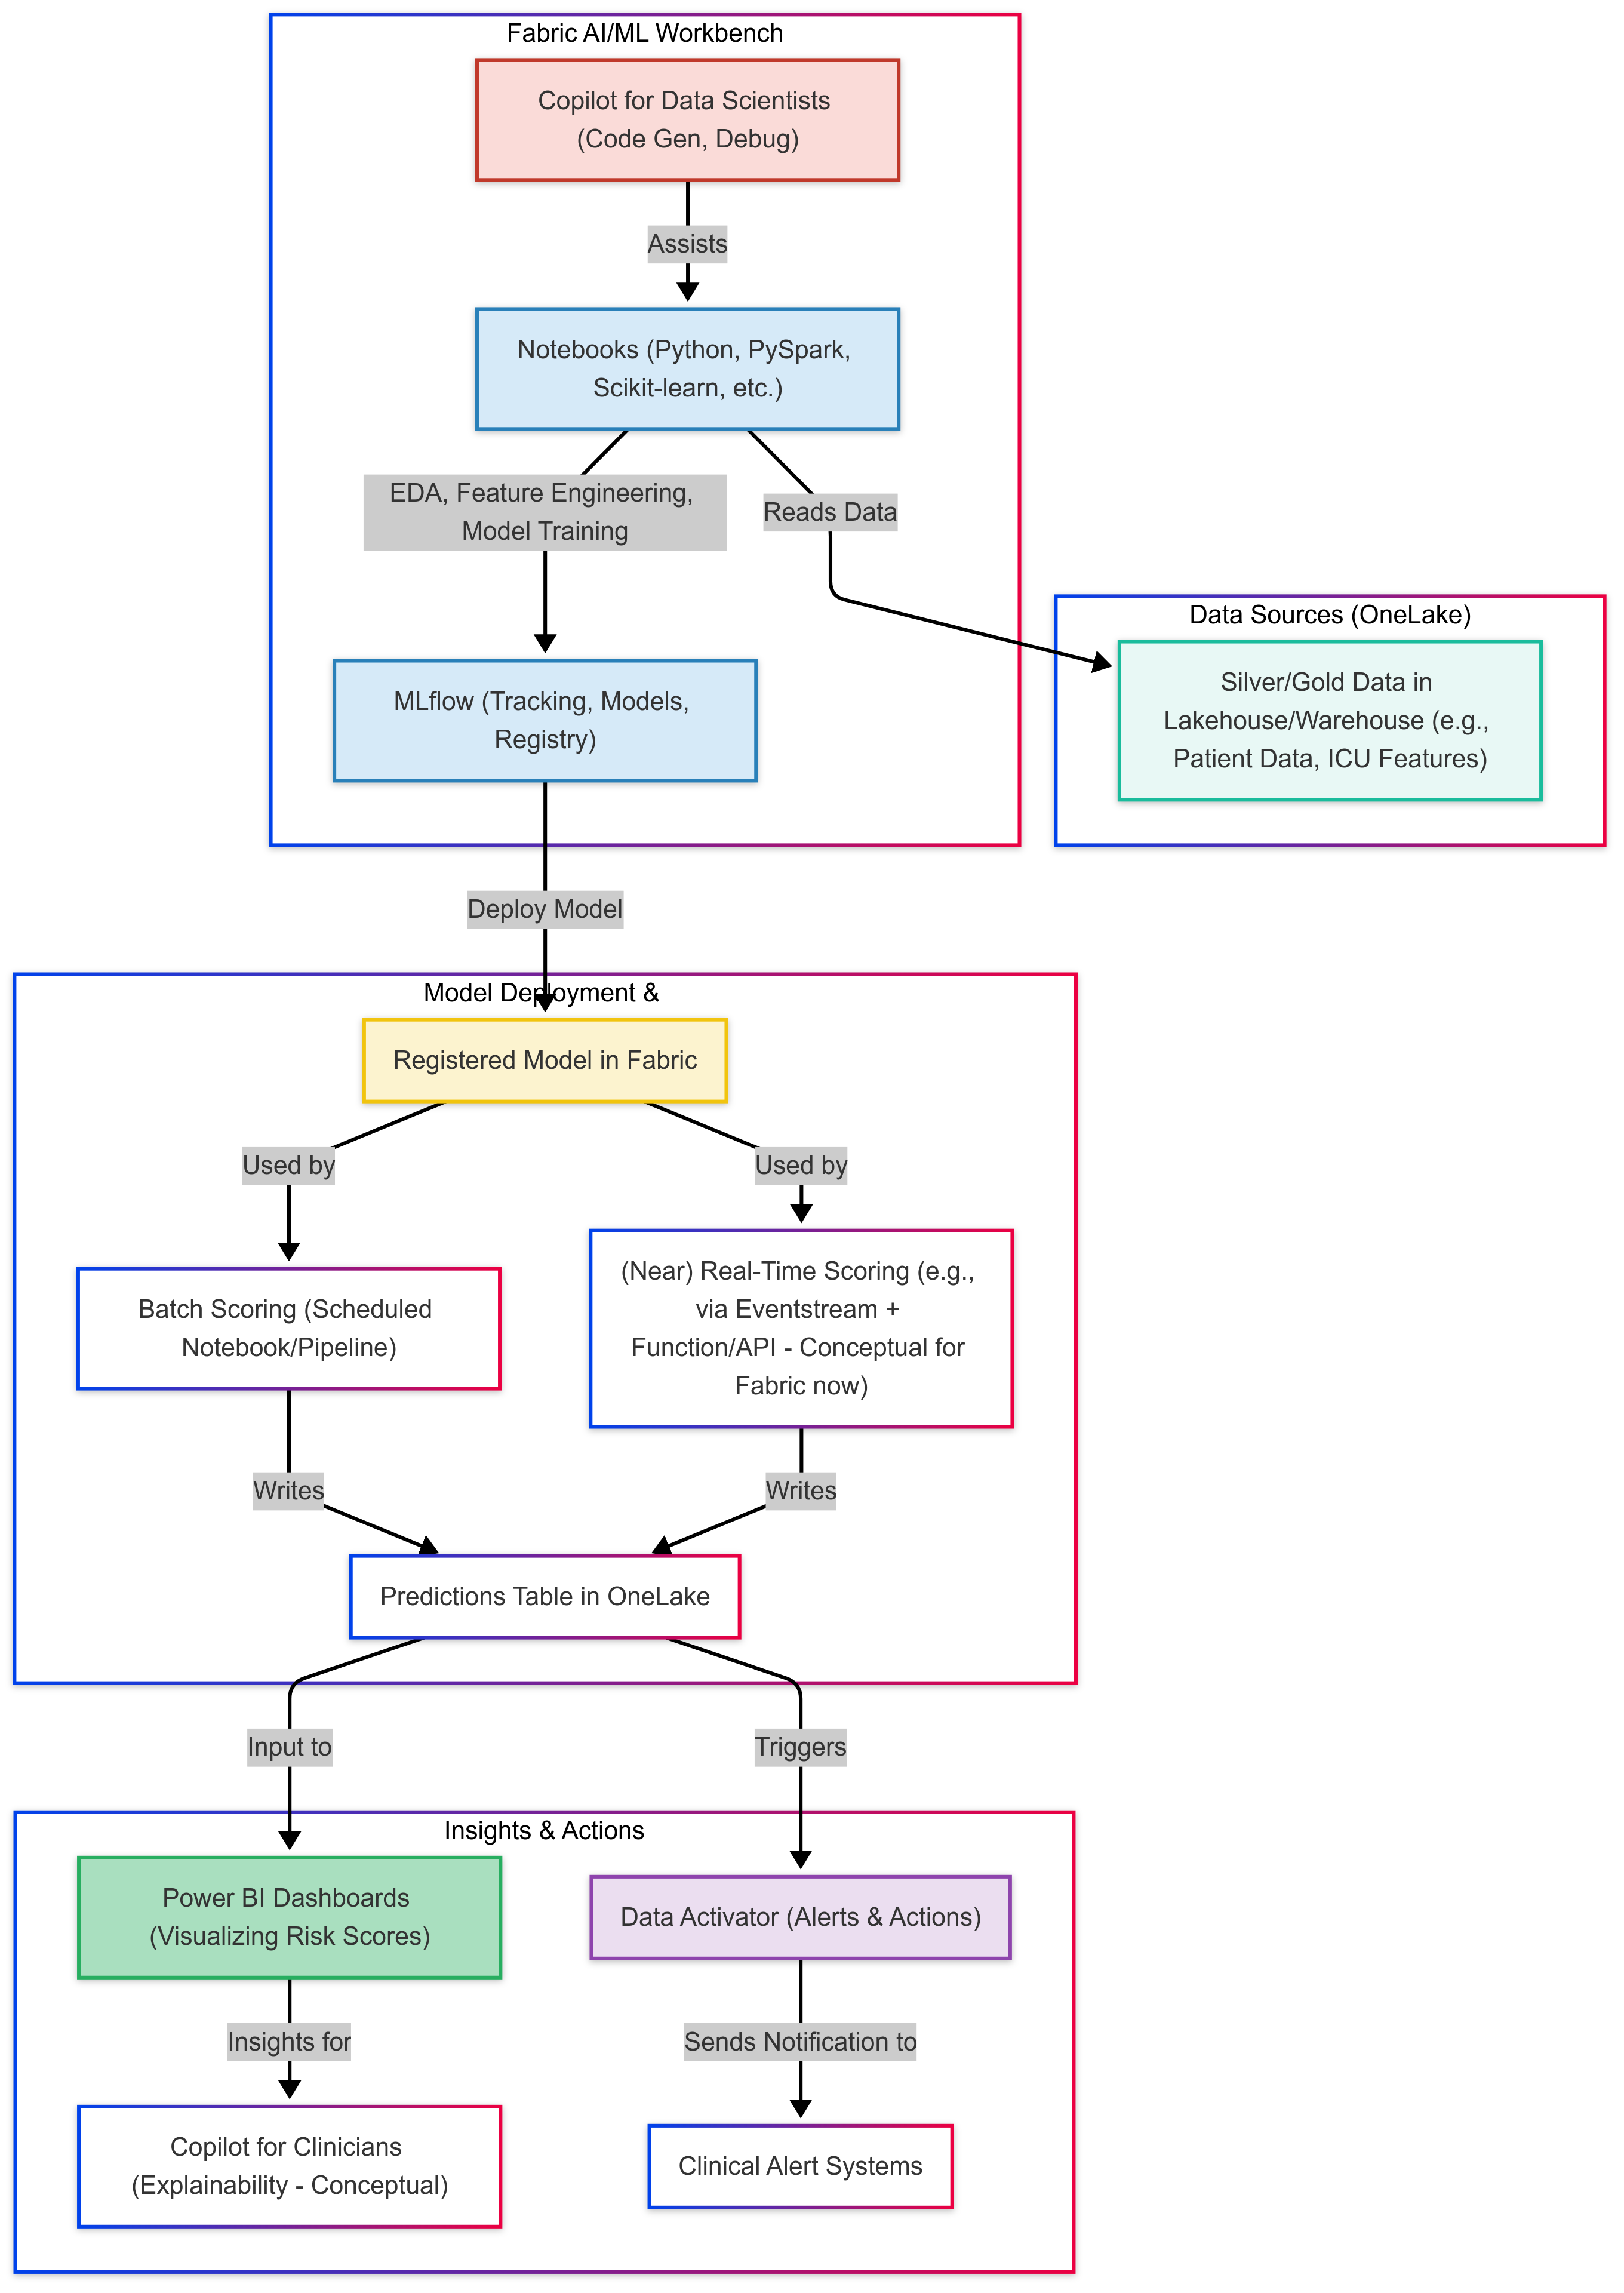 Fabric AI/ML Workbench
Copilot for Data Scientists
(Code Gen, Debug)
Assists
Notebooks (Python, PySpark,
Scikit-learn, etc.)
EDA, Feature Engineering,
Model Training
Reads Data
Data Sources (OneLake)
Silver/Gold Data in
Lakehouse/Warehouse (e.g.,
Patient Data, ICU Features)
MLflow (Tracking, Models,
Registry)
Deploy Model
Model Deployment &
Registered Model in Fabric
Used by
Used by
Batch Scoring (Scheduled
Notebook/Pipeline)
(Near) Real-Time Scoring (e.g.,
via Eventstream +
Function/API - Conceptual for
Fabric now)
Writes
Writes
Predictions Table in OneLake
Input to
Triggers
Insights & Actions
Power BI Dashboards
(Visualizing Risk Scores)
Data Activator (Alerts & Actions)
Insights for
Sends Notification to
Copilot for Clinicians
(Explainability - Conceptual)
Clinical Alert Systems